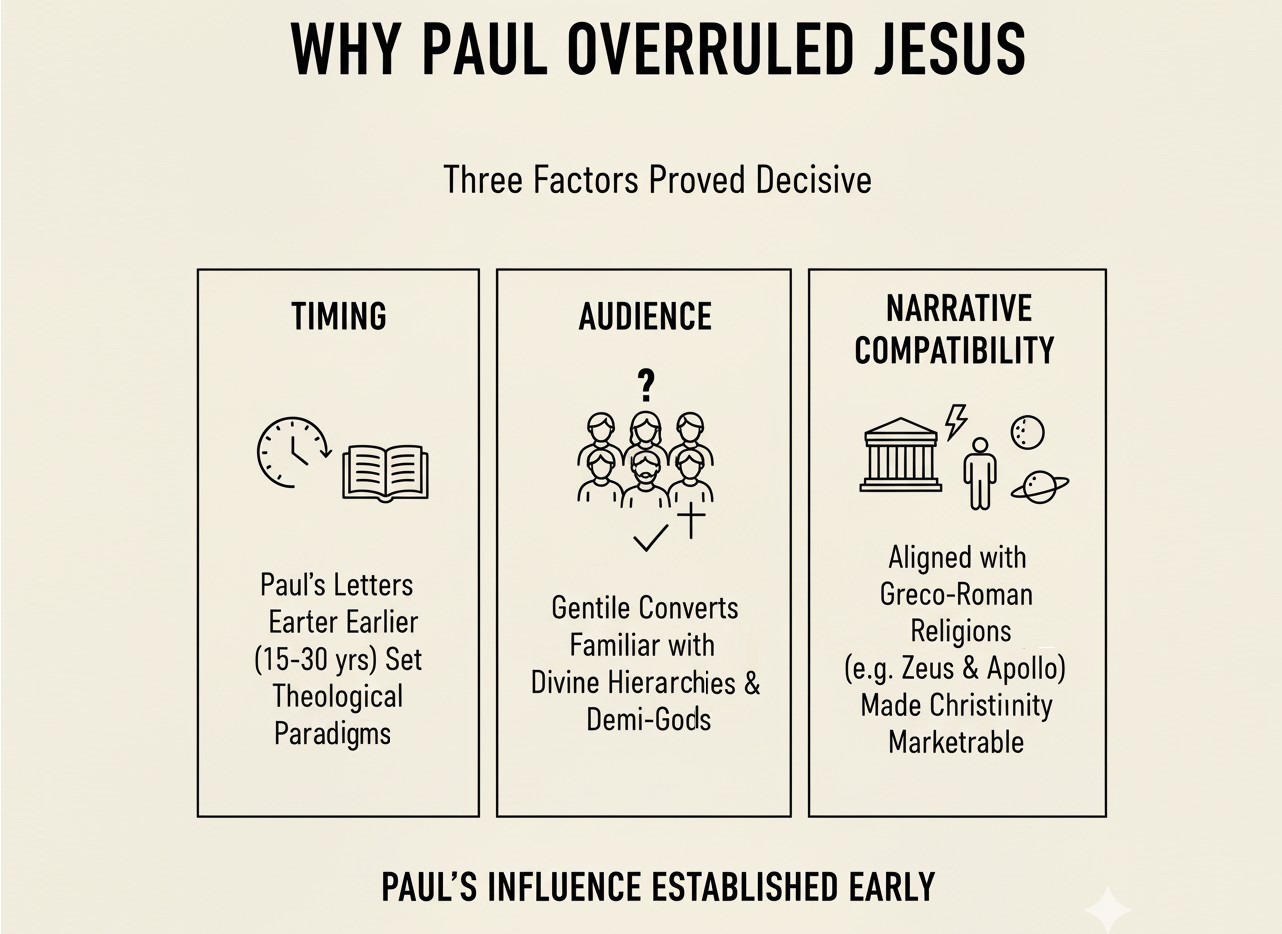 WHY PAUL OVERRULED JESUS
Three Factors Proved Decisive
TIMING
Paul's Letters
Earter Earlier
(15-30 yrs) Set
Theological
Paradigms
AUDIENCE
?
Gentile Converts
Familiar with
Divine Hierarchies &
Demi-Gods
NARRATIVE
COMPATIBILITY
Aligned with
Greco-Roman
Religions
(e.g. Zeus & Apollo)
Made Christiınity
Marketrable
PAUL'S INFLUENCE ESTABLISHED EARLY